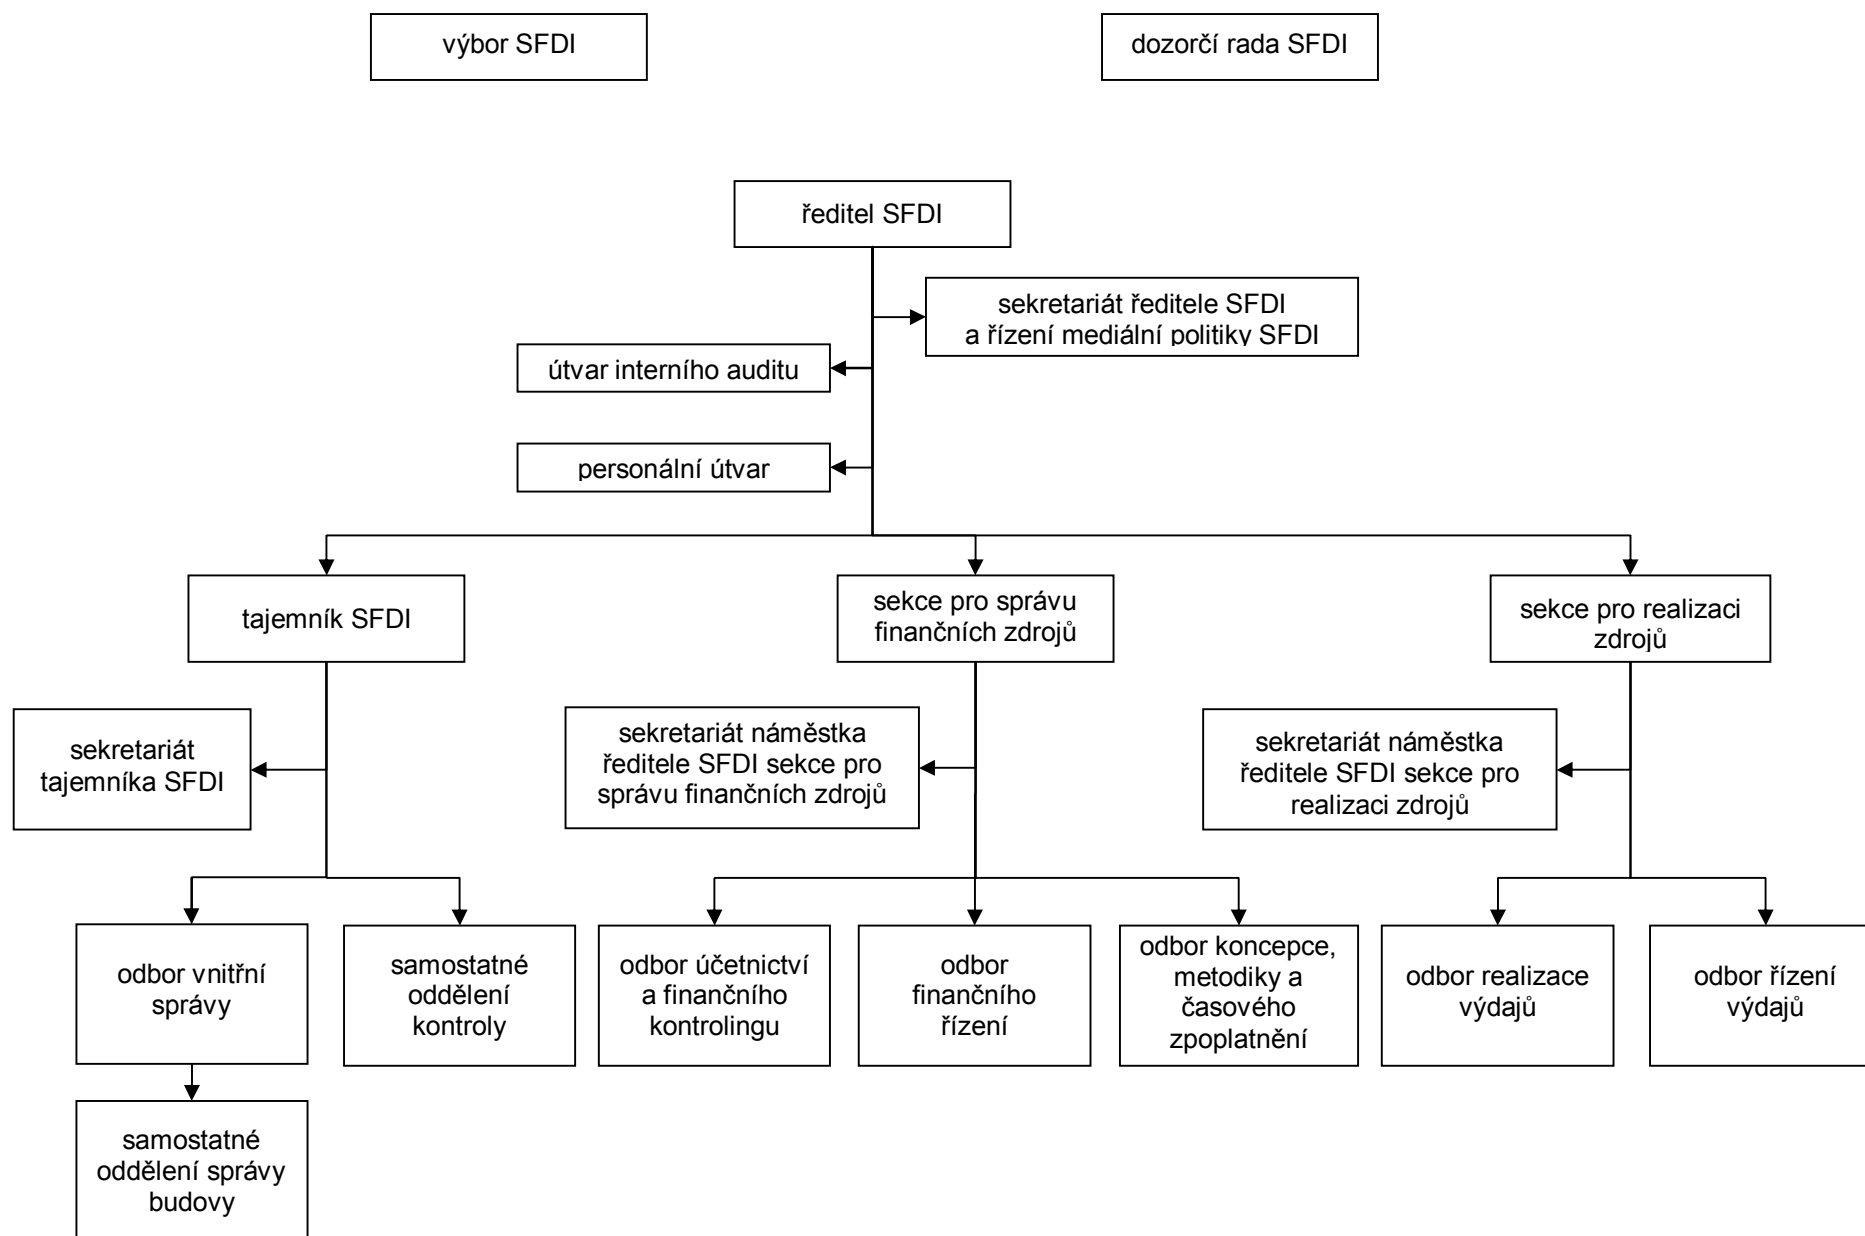 výbor SFDI
dozorčí rada SFDI
ředitel SFDI
sekretariát ředitele SFDI
a řízení mediální politiky SFDI
útvar interního auditu
personální útvar
tajemník SFDI
sekce pro správu
finančních zdrojů
sekce pro realizaci
zdrojů
sekretariát
tajemníka SFDI
sekretariát náměstka
ředitele SFDI sekce pro
správu finančních zdrojů
sekretariát náměstka
ředitele SFDI sekce pro
realizaci zdrojů
odbor vnitřní
správy
samostatné
oddělení
kontroly
odbor účetnictví
a finančního
kontrolingu
odbor
finančního
řízení
odbor koncepce,
metodiky a
časového
zpoplatnění
odbor realizace
výdajů
odbor řízení
výdajů
samostatné
oddělení správy
budovy